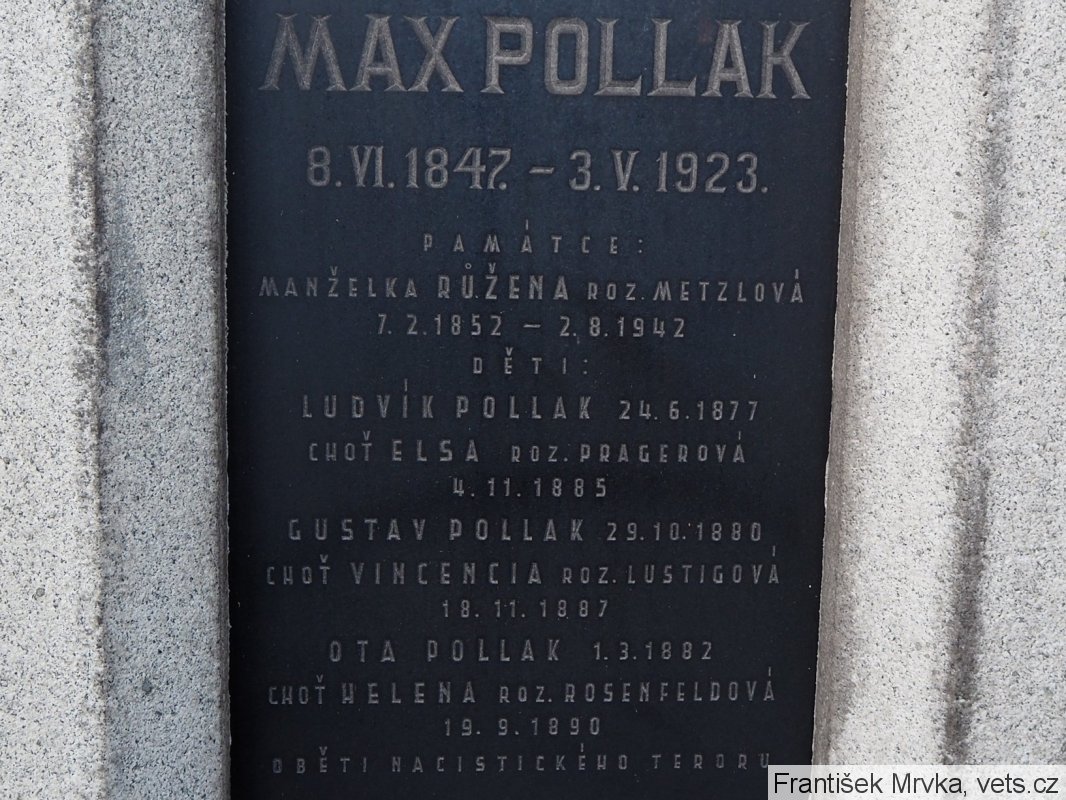 MAX POLLAK
8. VI. 1847. – 3. V. 1923.
PAMÁTCE:
MANŽELKA RŮŽENA ROZ. METZLOVÁ
7. 2. 1852 – 2. 8. 1942
DĚTI:
LUDVÍK POLLAK 24. 6. 1877
CHOŤ ELSA ROZ. PRAGEROVÁ
4. 11. 1885
GUSTAV POLLAK 29. 10. 1880
CHOŤ VINCENCIA ROZ. LUSTIGOVÁ
18. 11. 1887
OTA POLLAK 1. 3. 1882
CHOŤ HELENA ROZ. ROSENFELDOVÁ
19. 9. 1890
OBĚTI NACISTICKÉHO TERORU
František Mrvka, vets.cz